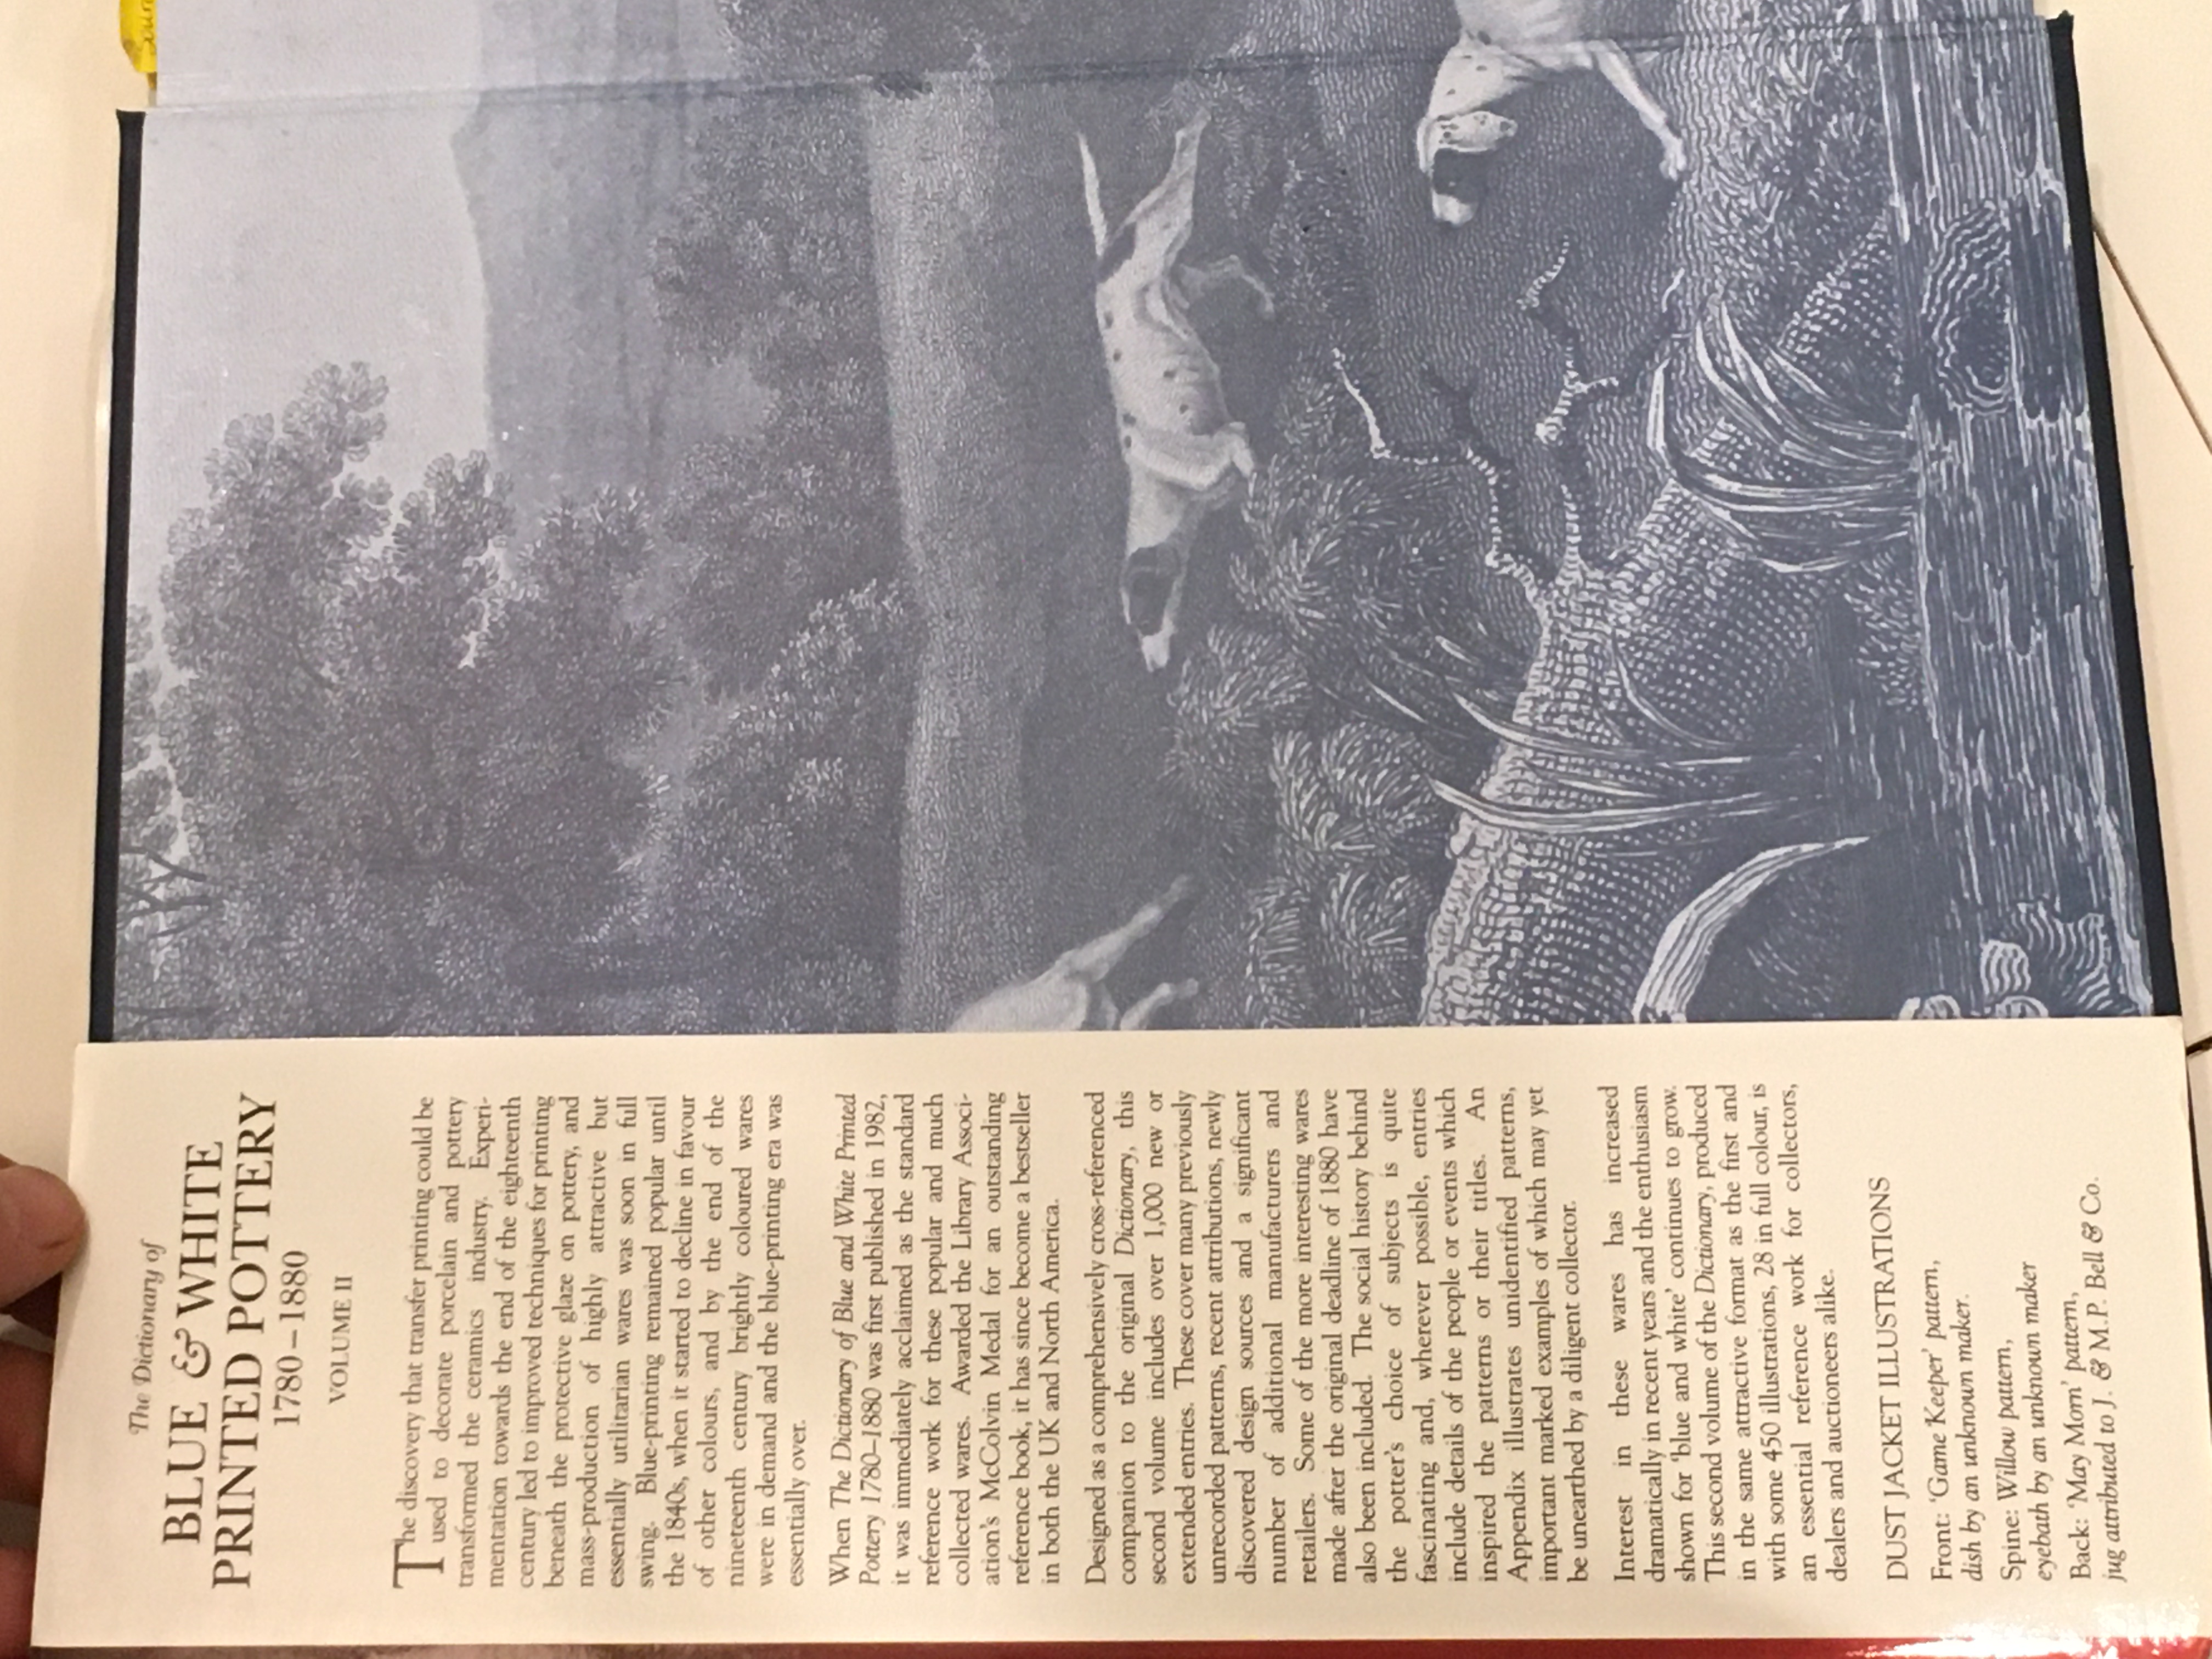 The Dictionary of
BLUE & WHITE
PRINTED POTTERY
1780–1880
VOLUME II
The discovery that transfer printing could be
used to decorate porcelain and pottery
transformed the ceramics industry. Experi-
mentation towards the end of the eighteenth
century led to improved techniques for printing
beneath the protective glaze on pottery, and
mass-production of highly attractive but
essentially utilitarian wares was soon in full
swing. Blue-printing remained popular until
the 1840s, when it started to decline in favour
of other colours, and by the end of the
nineteenth century brightly coloured wares
were in demand and the blue-printing era was
essentially over.
When The Dictionary of Blue and White Printed
Pottery 1780–1880 was first published in 1982,
it was immediately acclaimed as the standard
reference work for these popular and much
collected wares. Awarded the Library Associ-
ation's McColvin Medal for an outstanding
reference book, it has since become a bestseller
in both the UK and North America.
Designed as a comprehensively cross-referenced
companion to the original Dictionary, this
second volume includes over 1,000 new or
extended entries. These cover many previously
unrecorded patterns, recent attributions, newly
discovered design sources and a significant
number of additional manufacturers and
retailers. Some of the more interesting wares
made after the original deadline of 1880 have
also been included. The social history behind
the potter's choice of subjects is quite
fascinating and, wherever possible, entries
include details of the people or events which
inspired the patterns or their titles. An
Appendix illustrates unidentified patterns,
important marked examples of which may yet
be unearthed by a diligent collector.
Interest in these wares has increased
dramatically in recent years and the enthusiasm
shown for 'blue and white' continues to grow.
This second volume of the Dictionary, produced
in the same attractive format as the first and
with some 450 illustrations, 28 in full colour, is
an essential reference work for collectors,
dealers and auctioneers alike.
DUST JACKET ILLUSTRATIONS
Front: 'Game Keeper' pattern,
dish by an unknown maker.
Spine: Willow pattern,
eyebath by an unknown maker
Back: 'May Morn' pattern,
jug attributed to J. & M.P. Bell & Co.